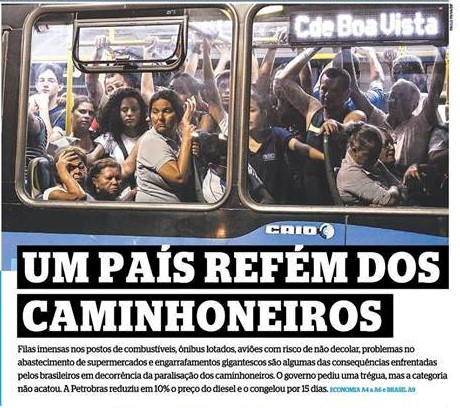 Cde Boa Vista
CAIO
UM PAÍS REFÉM DOS
CAMINHONEIROS
Filas imensas nos postos de combustíveis, ônibus lotados, aviões com risco de não decolar, problemas no
abastecimento de supermercados e engarrafamentos gigantescos são algumas das consequências enfrentadas
pelos brasileiros em decorrência da paralisação dos caminhoneiros. O governo pediu uma trégua, mas a categoria
não acatou. A Petrobras reduziu em 10% o preço do diesel e o congelou por 15 dias. ECONOMIA A4 a A6 e BRASIL A9